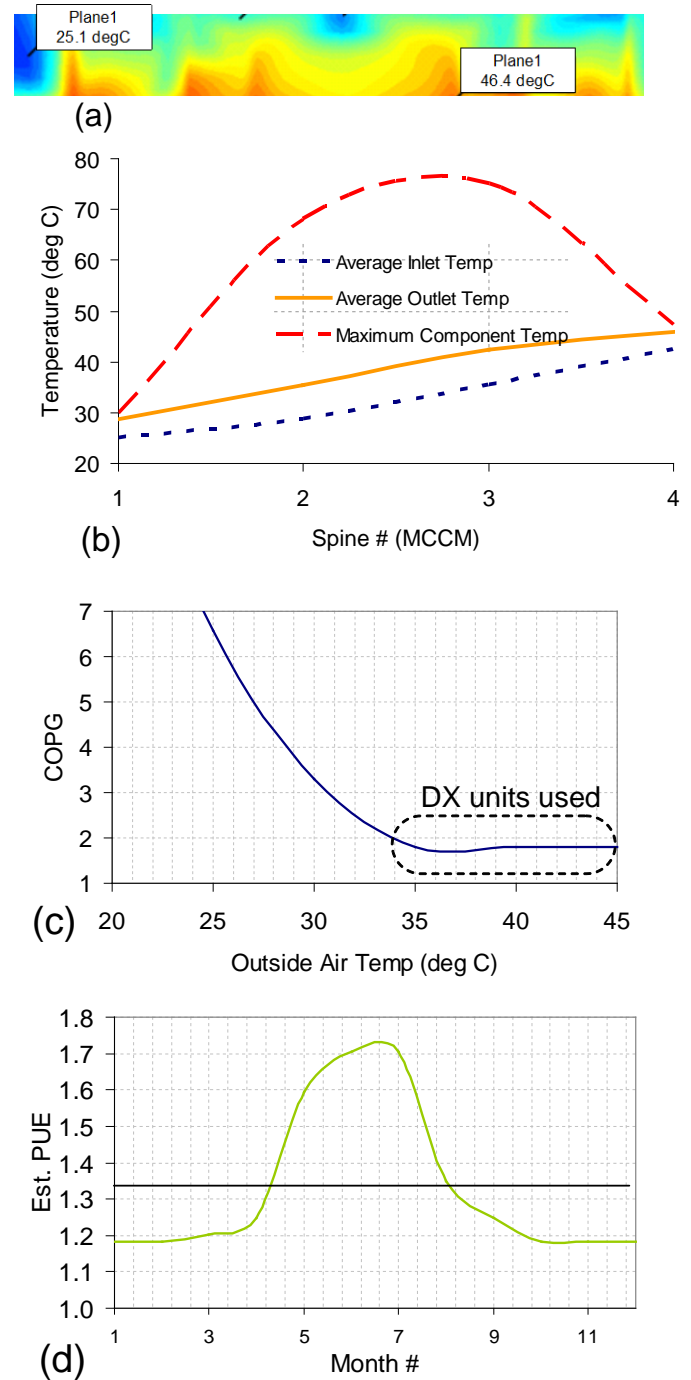 Plane1
25.1 degC
Plane1
46.4 degC
(a)
80
70
60
50
40
30
20
Temperature (deg C)
Average Inlet Temp
Average Outlet Temp
Maximum Component Temp
1 2 3 4
Spine # (MCCM)
(b)
7
6
5
4
3
2
1
COPG
DX units used
20 25 30 35 40 45
Outside Air Temp (deg C)
(c)
1.8
1.7
1.6
1.5
1.4
1.3
1.2
1.1
1.0
Est. PUE
1 3 5 7 9 11
Month #
(d)